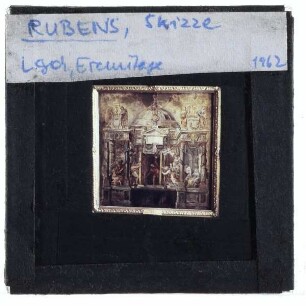 RUBENS, Skizze
Lgd, Eremitage 1962